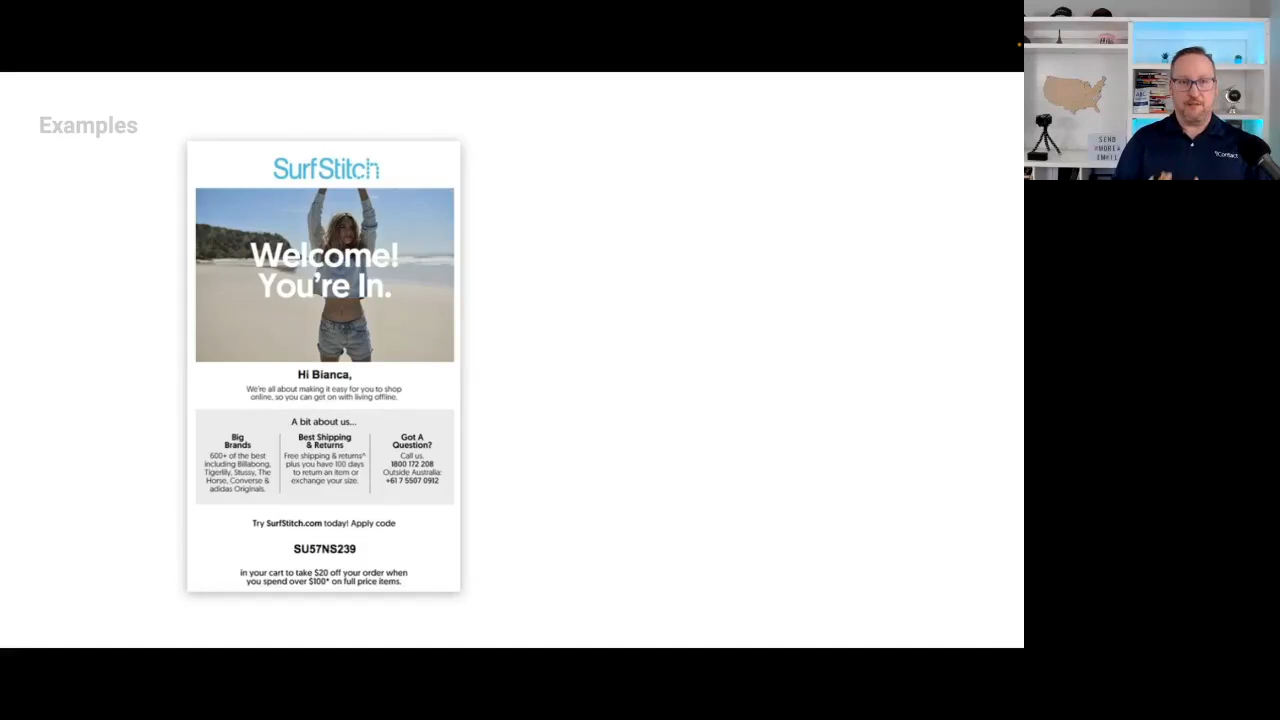 Examples
SurfStitch
Welcome!
You're In.
Hi Bianca,
We're all about making it easy for you to shop
online, so you can get on with living offline.
A bit about us...
Big
Brands
600+ of the best
including Billabong,
Tigerlily, Stussy, The
Horse, Converse &
adidas Originals.
Best Shipping
& Returns
Free shipping & returns^
plus you have 100 days
to return an item or
exchange your size.
Got A
Question?
Call us.
1800 172 208
Outside Australia:
+61 7 5507 0912
Try SurfStitch.com today! Apply code
SU57NS239
in your cart to take $20 off your order when
you spend over $100* on full price items.
SEND
#MORE
EMAIL
iContact